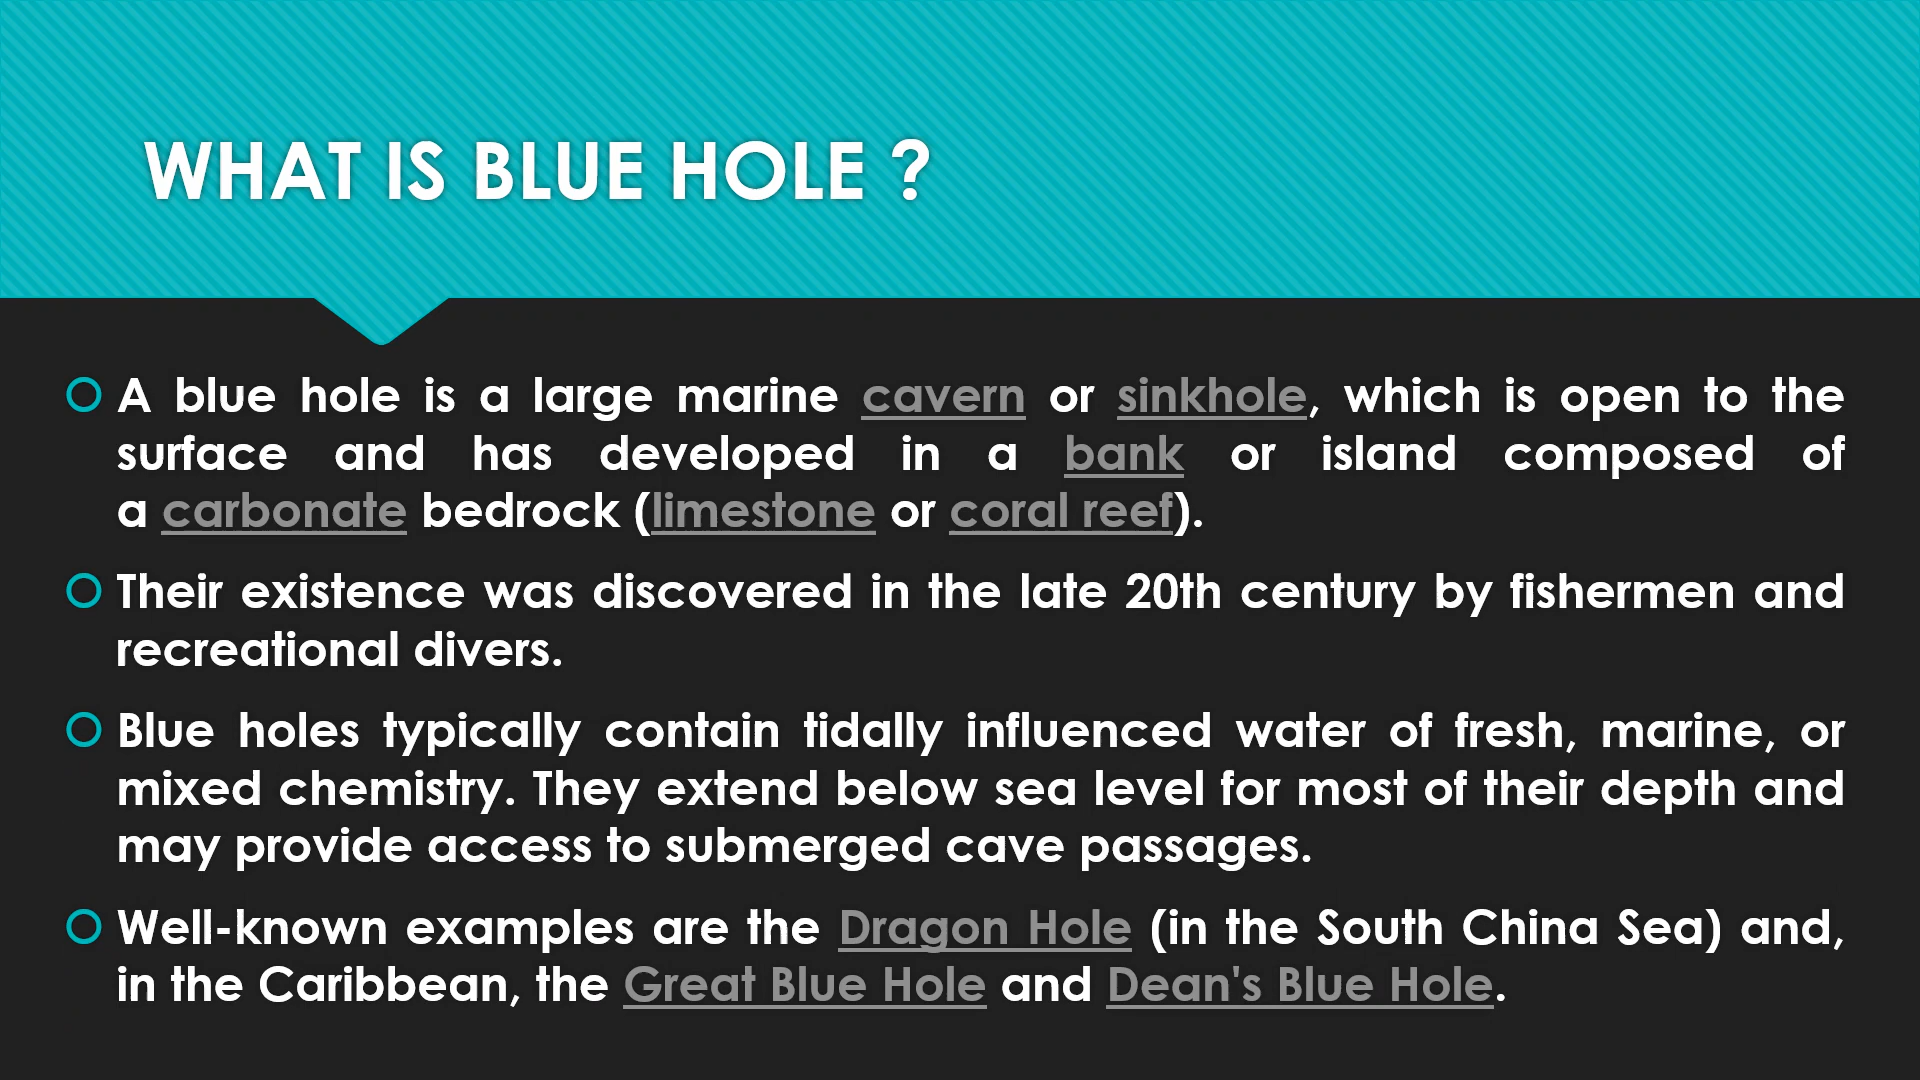 WHAT IS BLUE HOLE ?
A blue hole is a large marine cavern or sinkhole, which is open to the
surface and has developed in a bank or island composed of
a carbonate bedrock (limestone or coral reef).
Their existence was discovered in the late 20th century by fishermen and
recreational divers.
Blue holes typically contain tidally influenced water of fresh, marine, or
mixed chemistry. They extend below sea level for most of their depth and
may provide access to submerged cave passages.
Well-known examples are the Dragon Hole (in the South China Sea) and,
in the Caribbean, the Great Blue Hole and Dean's Blue Hole.